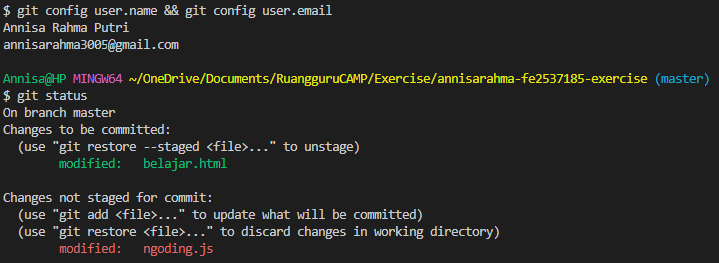 $ git config user.name && git config user.email
Annisa Rahma Putri
annisarahma3005@gmail.com
Annisa@HP MINGW64 ~/OneDrive/Documents/RuangguruCAMP/Exercise/annisarahma-fe2537185-exercise (master)
$ git status
On branch master
Changes to be committed:
  (use "git restore --staged <file>..." to unstage)
        modified:   belajar.html
Changes not staged for commit:
  (use "git add <file>..." to update what will be committed)
  (use "git restore <file>..." to discard changes in working directory)
        modified:   ngoding.js